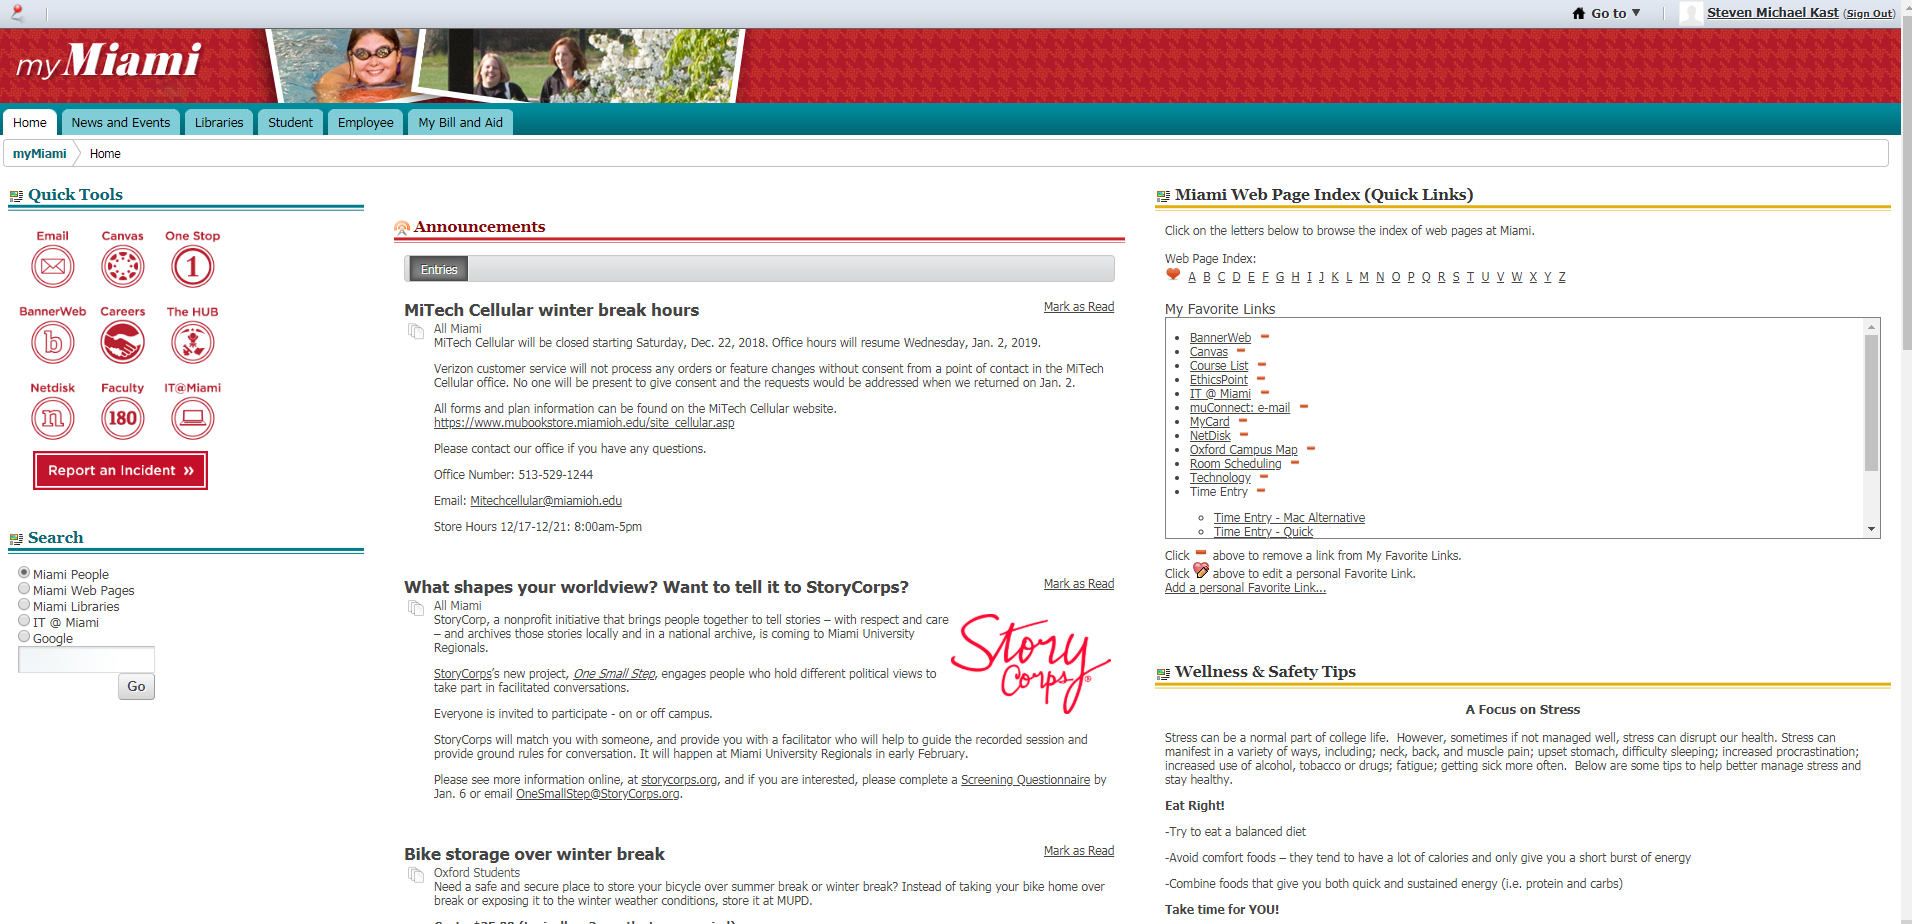 Go to ▼
Steven Michael Kast (Sign Out)
myMiami
Home
News and Events
Libraries
Student
Employee
My Bill and Aid
myMiami
Home
Quick Tools
Email
Canvas
One Stop
1
BannerWeb
Careers
The HUB
b
Netdisk
Faculty
IT@Miami
n
180
Report an Incident »
Search
Miami People
Miami Web Pages
Miami Libraries
IT @ Miami
Google
Go
Announcements
Entries
MiTech Cellular winter break hours
Mark as Read
All Miami
MiTech Cellular will be closed starting Saturday, Dec. 22, 2018. Office hours will resume Wednesday, Jan. 2, 2019.
Verizon customer service will not process any orders or feature changes without consent from a point of contact in the MiTech
Cellular office. No one will be present to give consent and the requests would be addressed when we returned on Jan. 2.
All forms and plan information can be found on the MiTech Cellular website.
https://www.mubookstore.miamioh.edu/site_cellular.asp
Please contact our office if you have any questions.
Office Number: 513-529-1244
Email: Mitechcellular@miamioh.edu
Store Hours 12/17-12/21: 8:00am-5pm
What shapes your worldview? Want to tell it to StoryCorps?
Mark as Read
All Miami
StoryCorp, a nonprofit initiative that brings people together to tell stories – with respect and care
– and archives those stories locally and in a national archive, is coming to Miami University
Regionals.
Story
Corps®
StoryCorps's new project, One Small Step, engages people who hold different political views to
take part in facilitated conversations.
Everyone is invited to participate - on or off campus.
StoryCorps will match you with someone, and provide you with a facilitator who will help to guide the recorded session and
provide ground rules for conversation. It will happen at Miami University Regionals in early February.
Please see more information online, at storycorps.org, and if you are interested, please complete a Screening Questionnaire by
Jan. 6 or email OneSmallStep@StoryCorps.org.
Bike storage over winter break
Mark as Read
Oxford Students
Need a safe and secure place to store your bicycle over summer break or winter break? Instead of taking your bike home over
break or exposing it to the winter weather conditions, store it at MUPD.
Miami Web Page Index (Quick Links)
Click on the letters below to browse the index of web pages at Miami.
Web Page Index:
A B C D E F G H I J K L M N O P Q R S T U V W X Y Z
My Favorite Links
BannerWeb
Canvas
Course List
EthicsPoint
IT @ Miami
muConnect: e-mail
MyCard
NetDisk
Oxford Campus Map
Room Scheduling
Technology
Time Entry
Time Entry - Mac Alternative
Time Entry - Quick
Click above to remove a link from My Favorite Links.
Click above to edit a personal Favorite Link.
Add a personal Favorite Link...
Wellness & Safety Tips
A Focus on Stress
Stress can be a normal part of college life. However, sometimes if not managed well, stress can disrupt our health. Stress can
manifest in a variety of ways, including; neck, back, and muscle pain; upset stomach, difficulty sleeping; increased procrastination;
increased use of alcohol, tobacco or drugs; fatigue; getting sick more often. Below are some tips to help better manage stress and
stay healthy.
Eat Right!
-Try to eat a balanced diet
-Avoid comfort foods – they tend to have a lot of calories and only give you a short burst of energy
-Combine foods that give you both quick and sustained energy (i.e. protein and carbs)
Take time for YOU!